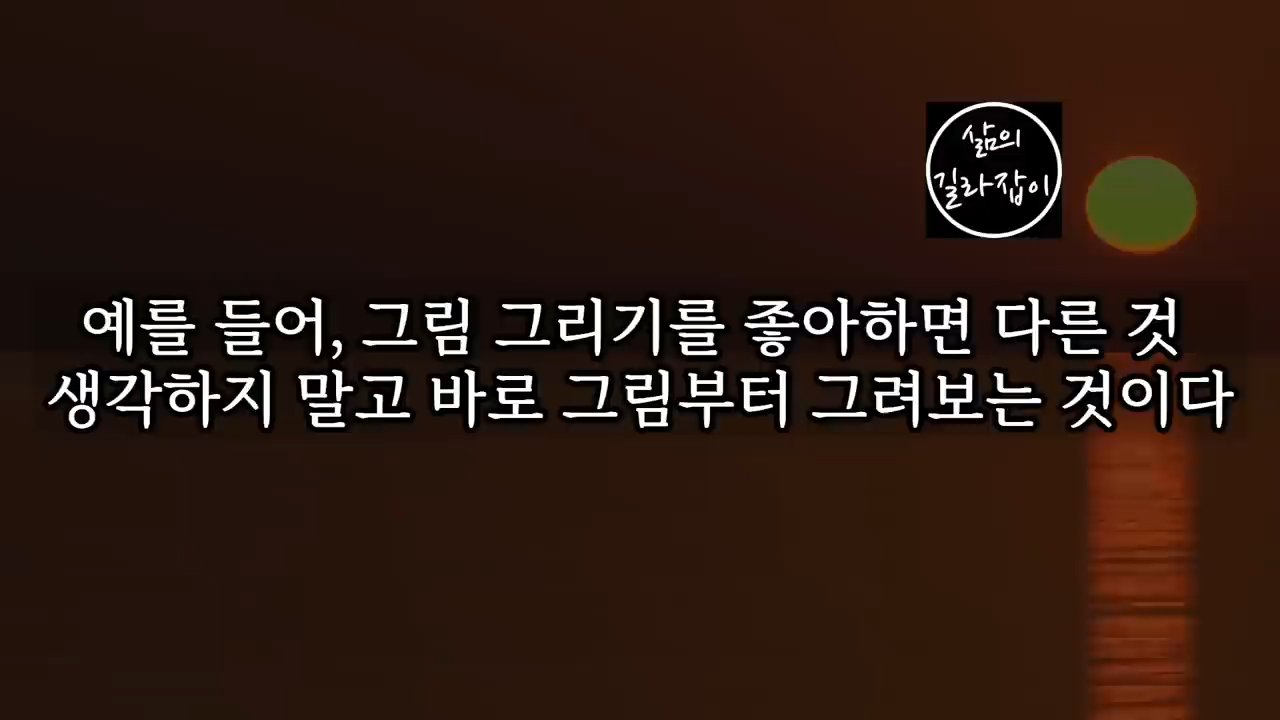 삶의
길라잡이
예를 들어, 그림 그리기를 좋아하면 다른 것
생각하지 말고 바로 그림부터 그려보는 것이다